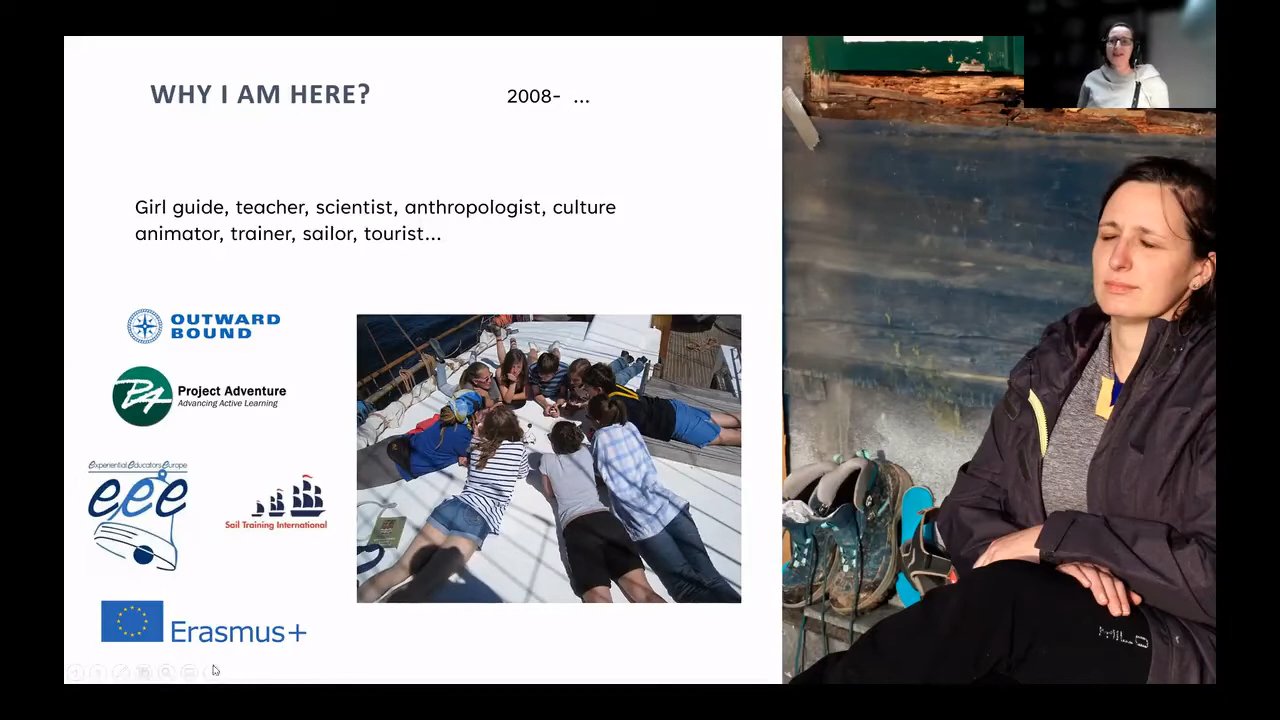 WHY I AM HERE?
2008- ...
Girl guide, teacher, scientist, anthropologist, culture
animator, trainer, sailor, tourist...
OUTWARD
BOUND
PA Project Adventure
Advancing Active Learning
Experiential Educators Europe
eee
Sail Training International
Erasmus+